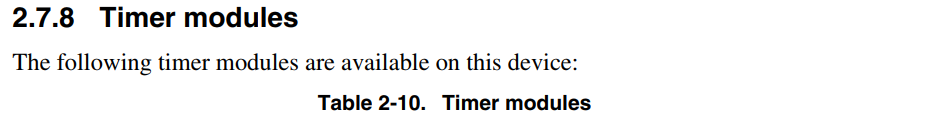 2.7.8 Timer modules
The following timer modules are available on this device:
Table 2-10. Timer modules